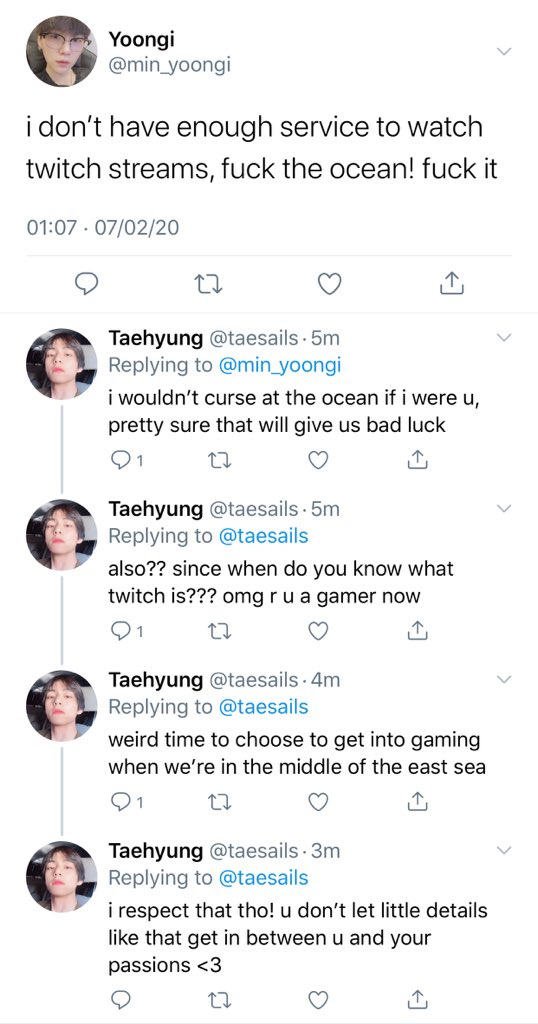 Yoongi
@min_yoongi
i don’t have enough service to watch
twitch streams, fuck the ocean! fuck it
01:07 · 07/02/20
Taehyung @taesails · 5m
Replying to @min_yoongi
i wouldn’t curse at the ocean if i were u,
pretty sure that will give us bad luck
1
Taehyung @taesails · 5m
Replying to @taesails
also?? since when do you know what
twitch is??? omg r u a gamer now
1
Taehyung @taesails · 4m
Replying to @taesails
weird time to choose to get into gaming
when we’re in the middle of the east sea
1
Taehyung @taesails · 3m
Replying to @taesails
i respect that tho! u don’t let little details
like that get in between u and your
passions <3